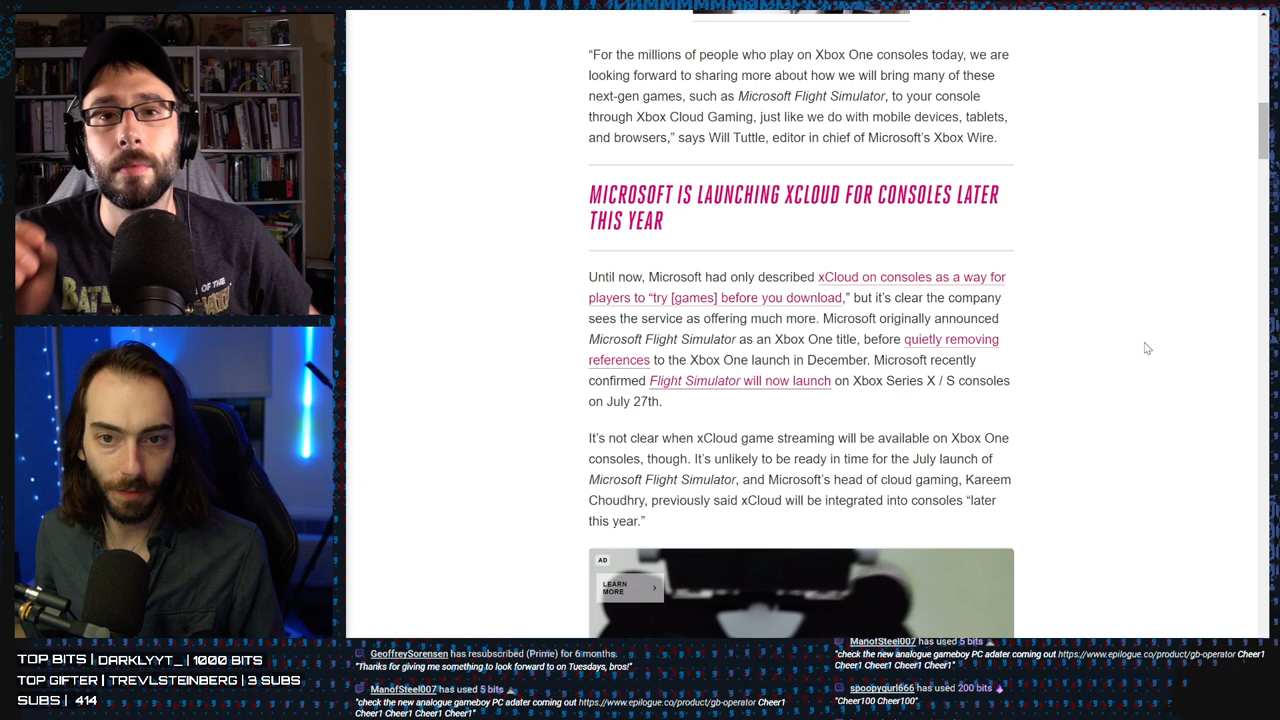 “For the millions of people who play on Xbox One consoles today, we are
looking forward to sharing more about how we will bring many of these
next-gen games, such as Microsoft Flight Simulator, to your console
through Xbox Cloud Gaming, just like we do with mobile devices, tablets,
and browsers,” says Will Tuttle, editor in chief of Microsoft’s Xbox Wire.
MICROSOFT IS LAUNCHING XCLOUD FOR CONSOLES LATER
THIS YEAR
Until now, Microsoft had only described xCloud on consoles as a way for
players to “try [games] before you download,” but it’s clear the company
sees the service as offering much more. Microsoft originally announced
Microsoft Flight Simulator as an Xbox One title, before quietly removing
references to the Xbox One launch in December. Microsoft recently
confirmed Flight Simulator will now launch on Xbox Series X / S consoles
on July 27th.
It’s not clear when xCloud game streaming will be available on Xbox One
consoles, though. It’s unlikely to be ready in time for the July launch of
Microsoft Flight Simulator, and Microsoft’s head of cloud gaming, Kareem
Choudhry, previously said xCloud will be integrated into consoles “later
this year.”
AD
LEARN
MORE
TOP BITS | DARKLYYT_ | 1000 BITS
TOP GIFTER | TREVLSTEINBERG | 3 SUBS
SUBS | 414
GeoffreySorensen has resubscribed (Prime) for 6 months.
"Thanks for giving me something to look forward to on Tuesdays, bros!"
ManofSteel007 has used 5 bits
"check the new analogue gameboy PC adater coming out https://www.epilogue.co/product/gb-operator Cheer1
Cheer1 Cheer1 Cheer1 Cheer1"
ManofSteel007 has used 5 bits
"check the new analogue gameboy PC adater coming out https://www.epilogue.co/product/gb-operator Cheer1
Cheer1 Cheer1 Cheer1 Cheer1"
spoopygurl666 has used 200 bits
"Cheer100 Cheer100"